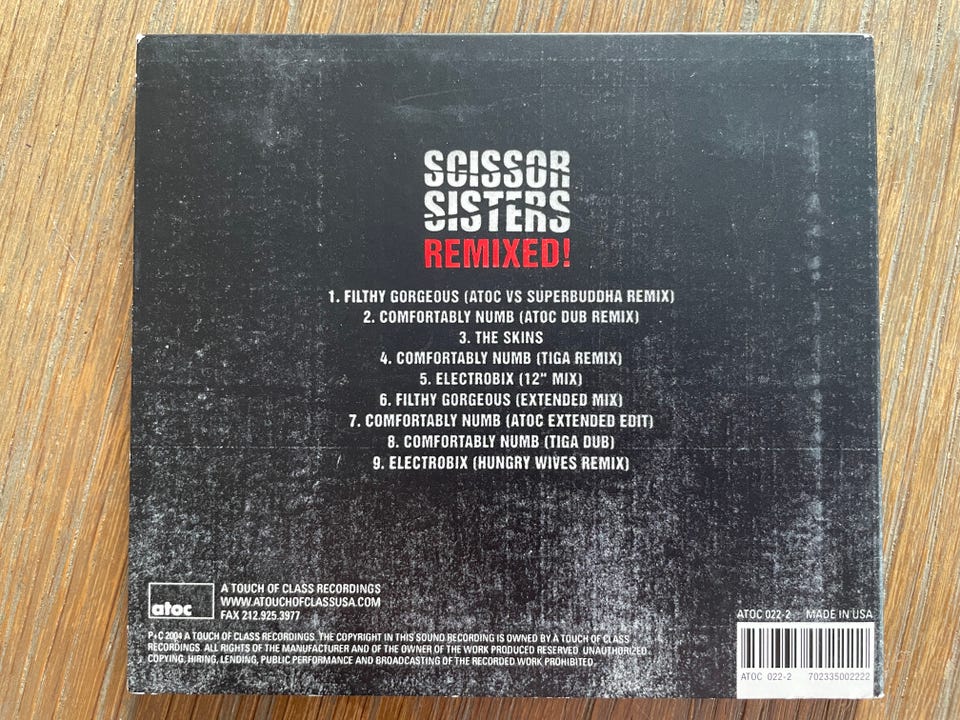 SCISSOR
SISTERS
REMIXED!
1. FILTHY GORGEOUS (ATOC VS SUPERBUDDHA REMIX)
2. COMFORTABLY NUMB (ATOC DUB REMIX)
3. THE SKINS
4. COMFORTABLY NUMB (TIGA REMIX)
5. ELECTROBIX (12" MIX)
6. FILTHY GORGEOUS (EXTENDED MIX)
7. COMFORTABLY NUMB (ATOC EXTENDED EDIT)
8. COMFORTABLY NUMB (TIGA DUB)
9. ELECTROBIX (HUNGRY WIVES REMIX)
atoc
A TOUCH OF CLASS RECORDINGS
WWW.ATOUCHOFCLASSUSA.COM
FAX 212.925.3977
P+C 2004 A TOUCH OF CLASS RECORDINGS. THE COPYRIGHT IN THIS SOUND RECORDING IS OWNED BY A TOUCH OF CLASS
RECORDINGS. ALL RIGHTS OF THE MANUFACTURER AND OF THE OWNER OF THE WORK PRODUCED RESERVED. UNAUTHORIZED
COPYING, HIRING, LENDING, PUBLIC PERFORMANCE AND BROADCASTING OF THE RECORDED WORK PROHIBITED.
ATOC 022-2 MADE IN USA
ATOC 022-2 702335002222